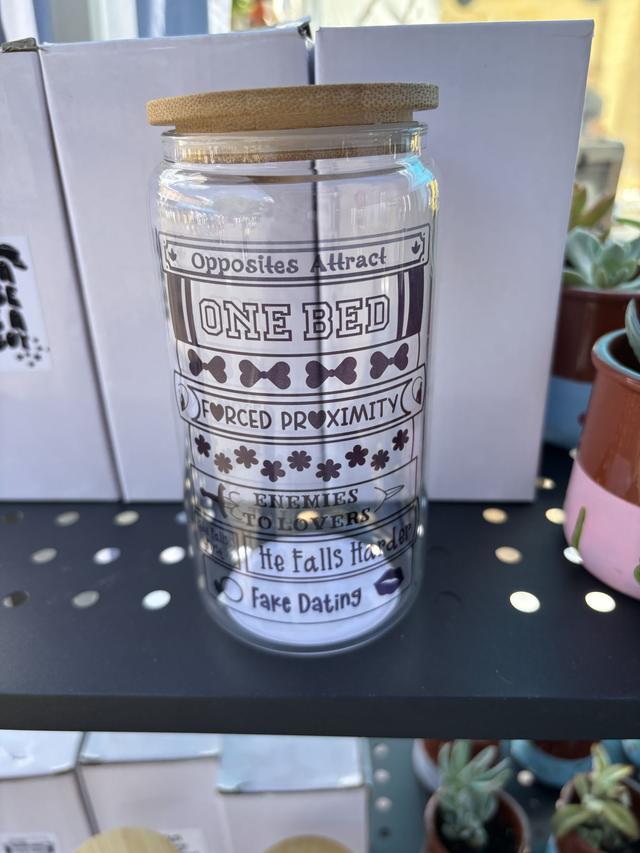 Opposites Attract
ONE BED
FORCED PROXIMITY
ENEMIES
TO LOVERS
He Falls Harder
Fake Dating